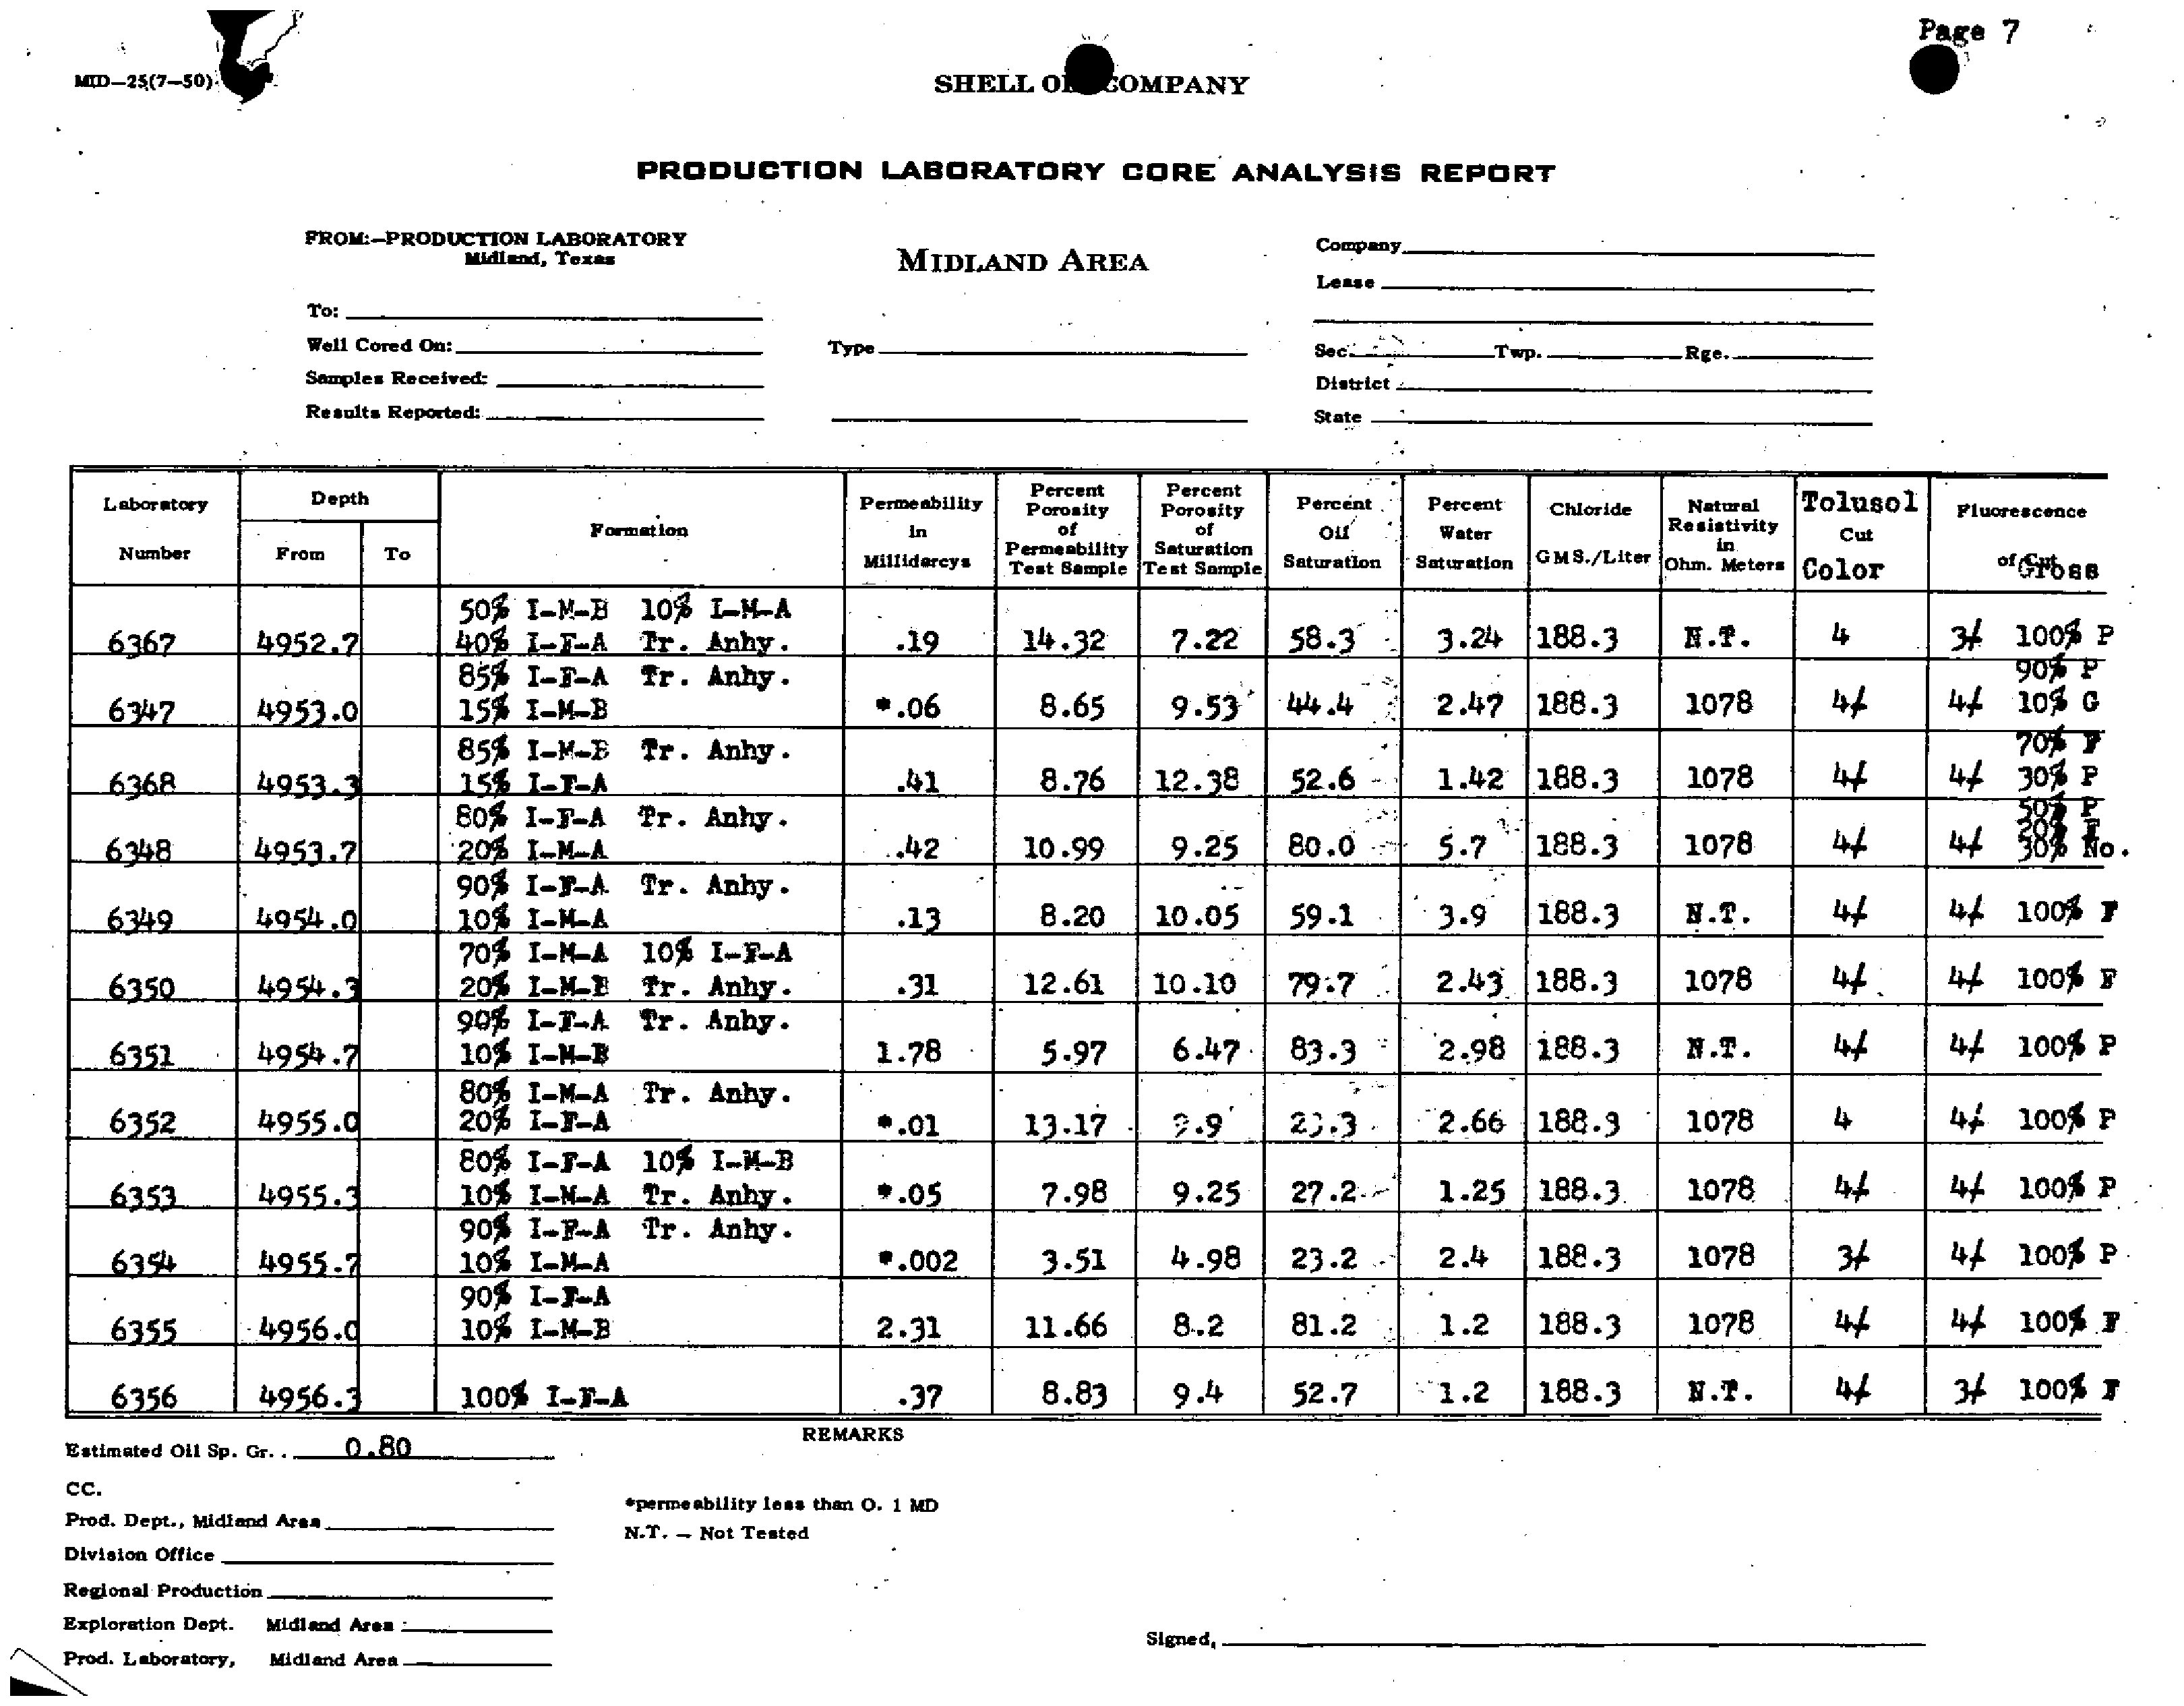 Page 7
MID-25(7-50)
SHELL O COMPANY
PRODUCTION LABORATORY CORE ANALYSIS REPORT
FROM:-PRODUCTION LABORATORY
Midland, Texas
MIDLAND AREA
Company
Lease
To:
Well Cored On:
Type
Sec. Twp. Rge.
Samples Received:
District
Results Reported:
State
Laboratory Number
Depth
From To
Formation
Permeability in Millidarcys
Percent Porosity of Permeability Test Sample
Percent Porosity of Saturation Test Sample
Percent Oil Saturation
Percent Water Saturation
Chloride GMS./Liter
Natural Resistivity in Ohm. Meters
Tolusol Cut Color
Fluorescence of Gross
50% I-M-B 10% I-M-A
6367 4952.7 40% I-F-A Tr. Anhy. .19 14.32 7.22 58.3 3.24 188.3 N.T. 4 3/ 100% P
85% I-F-A Tr. Anhy. 90% P
6347 4953.0 15% I-M-B *.06 8.65 9.53 44.4 2.47 188.3 1078 4/ 4/ 10% G
85% I-M-B Tr. Anhy. 70% F
6368 4953.3 15% I-F-A .41 8.76 12.38 52.6 1.42 188.3 1078 4/ 4/ 30% P
80% I-F-A Tr. Anhy. 50% P
20% F
6348 4953.7 20% I-M-A .42 10.99 9.25 80.0 5.7 188.3 1078 4/ 4/ 30% No.
90% I-F-A Tr. Anhy.
6349 4954.0 10% I-M-A .13 8.20 10.05 59.1 3.9 188.3 N.T. 4/ 4/ 100% F
70% I-M-A 10% I-F-A
6350 4954.3 20% I-M-B Tr. Anhy. .31 12.61 10.10 79.7 2.43 188.3 1078 4/ 4/ 100% F
90% I-F-A Tr. Anhy.
6351 4954.7 10% I-M-B 1.78 5.97 6.47 83.3 2.98 188.3 N.T. 4/ 4/ 100% P
80% I-M-A Tr. Anhy.
6352 4955.0 20% I-F-A *.01 13.17 2.66 188.3 1078 4 4/ 100% P
80% I-F-A 10% I-M-B
6353 4955.3 10% I-M-A Tr. Anhy. *.05 7.98 9.25 27.2 1.25 188.3 1078 4/ 4/ 100% P
90% I-F-A Tr. Anhy.
6354 4955.7 10% I-M-A *.002 3.51 4.98 23.2 2.4 188.3 1078 3/ 4/ 100% P
90% I-F-A
6355 4956.0 10% I-M-B 2.31 11.66 8.2 81.2 1.2 188.3 1078 4/ 4/ 100% F
6356 4956.3 100% I-F-A .37 8.83 9.4 52.7 1.2 188.3 N.T. 4/ 3/ 100% F
REMARKS
Estimated Oil Sp. Gr. . 0.80
CC.
*permeability less than 0. 1 MD
Prod. Dept., Midland Area
N.T. - Not Tested
Division Office
Regional Production
Exploration Dept. Midland Area
Signed,
Prod. Laboratory, Midland Area